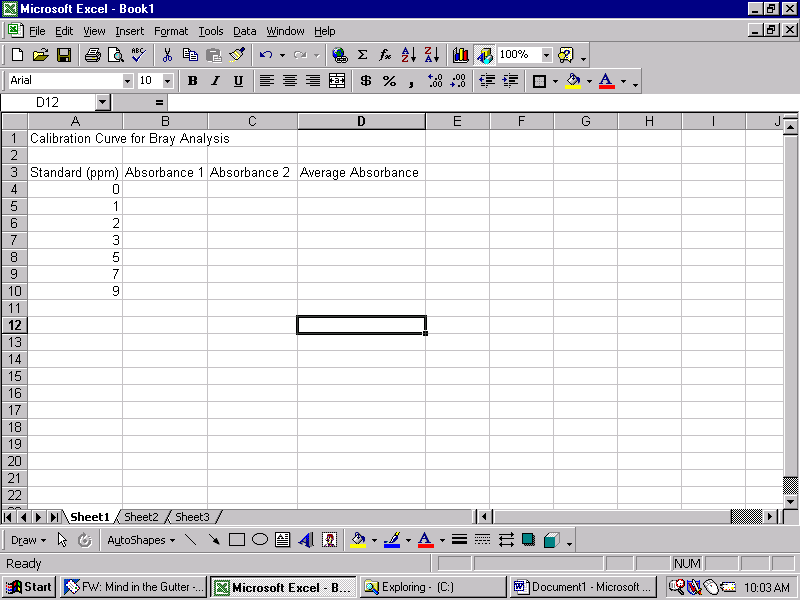 Microsoft Excel - Book1
File Edit View Insert Format Tools Data Window Help
100%
Arial 10 B I U $ % ,
D12 =
A B C D E F G H I J
1 Calibration Curve for Bray Analysis
2
3 Standard (ppm) Absorbance 1 Absorbance 2 Average Absorbance
4 0
5 1
6 2
7 3
8 5
9 7
10 9
11
12
13
14
15
16
17
18
19
20
21
22
Sheet1 Sheet2 Sheet3
Draw AutoShapes
Ready NUM
Start FW: Mind in the Gutter -... Microsoft Excel - B... Exploring - (C:) Document1 - Microsoft ... 10:03 AM